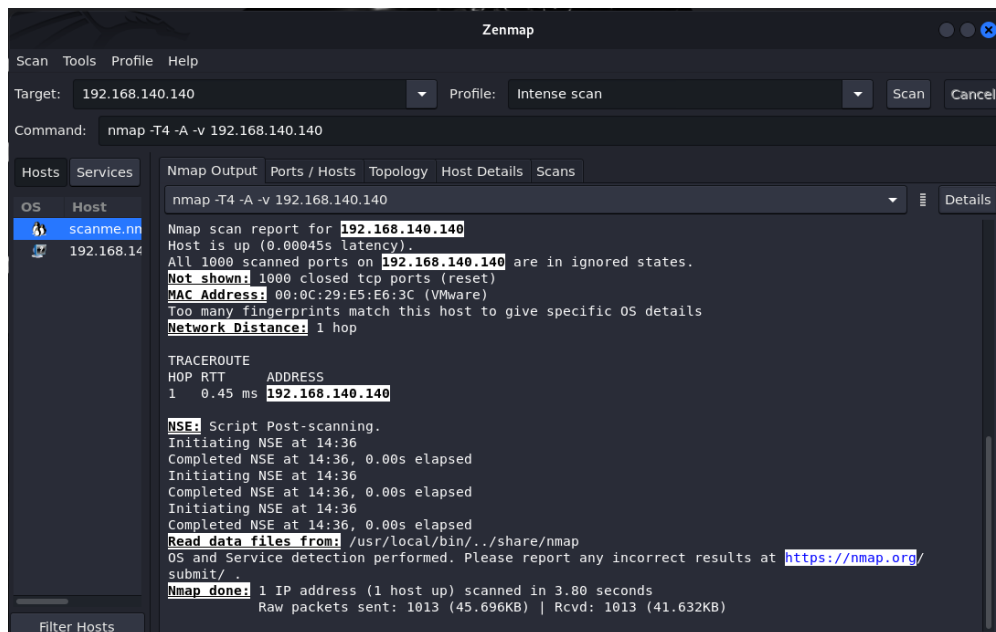 Zenmap
Scan Tools Profile Help
Target: 192.168.140.140 Profile: Intense scan Scan Cancel
Command: nmap -T4 -A -v 192.168.140.140
Hosts Services
OS Host
scanme.nm
192.168.14
Filter Hosts
Nmap Output Ports / Hosts Topology Host Details Scans
nmap -T4 -A -v 192.168.140.140 Details
Nmap scan report for 192.168.140.140
Host is up (0.00045s latency).
All 1000 scanned ports on 192.168.140.140 are in ignored states.
Not shown: 1000 closed tcp ports (reset)
MAC Address: 00:0C:29:E5:E6:3C (VMware)
Too many fingerprints match this host to give specific OS details
Network Distance: 1 hop
TRACEROUTE
HOP RTT ADDRESS
1 0.45 ms 192.168.140.140
NSE: Script Post-scanning.
Initiating NSE at 14:36
Completed NSE at 14:36, 0.00s elapsed
Initiating NSE at 14:36
Completed NSE at 14:36, 0.00s elapsed
Initiating NSE at 14:36
Completed NSE at 14:36, 0.00s elapsed
Read data files from: /usr/local/bin/../share/nmap
OS and Service detection performed. Please report any incorrect results at https://nmap.org/
submit/ .
Nmap done: 1 IP address (1 host up) scanned in 3.80 seconds
Raw packets sent: 1013 (45.696KB) | Rcvd: 1013 (41.632KB)